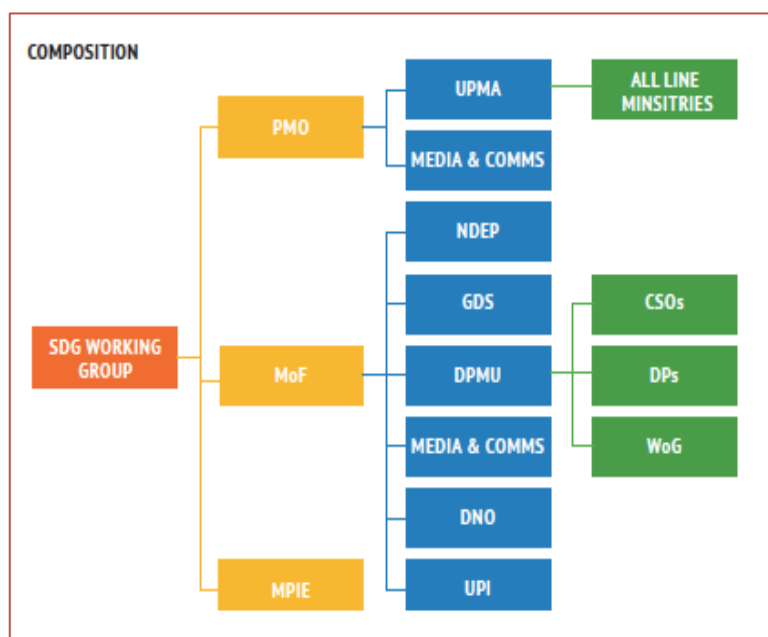 COMPOSITION
UPMA
ALL LINE
MINSITRIES
PMO
MEDIA & COMMS
NDEP
GDS
CSOs
SDG WORKING
GROUP
MoF
DPMU
DPs
MEDIA & COMMS
WoG
DNO
MPIE
UPI